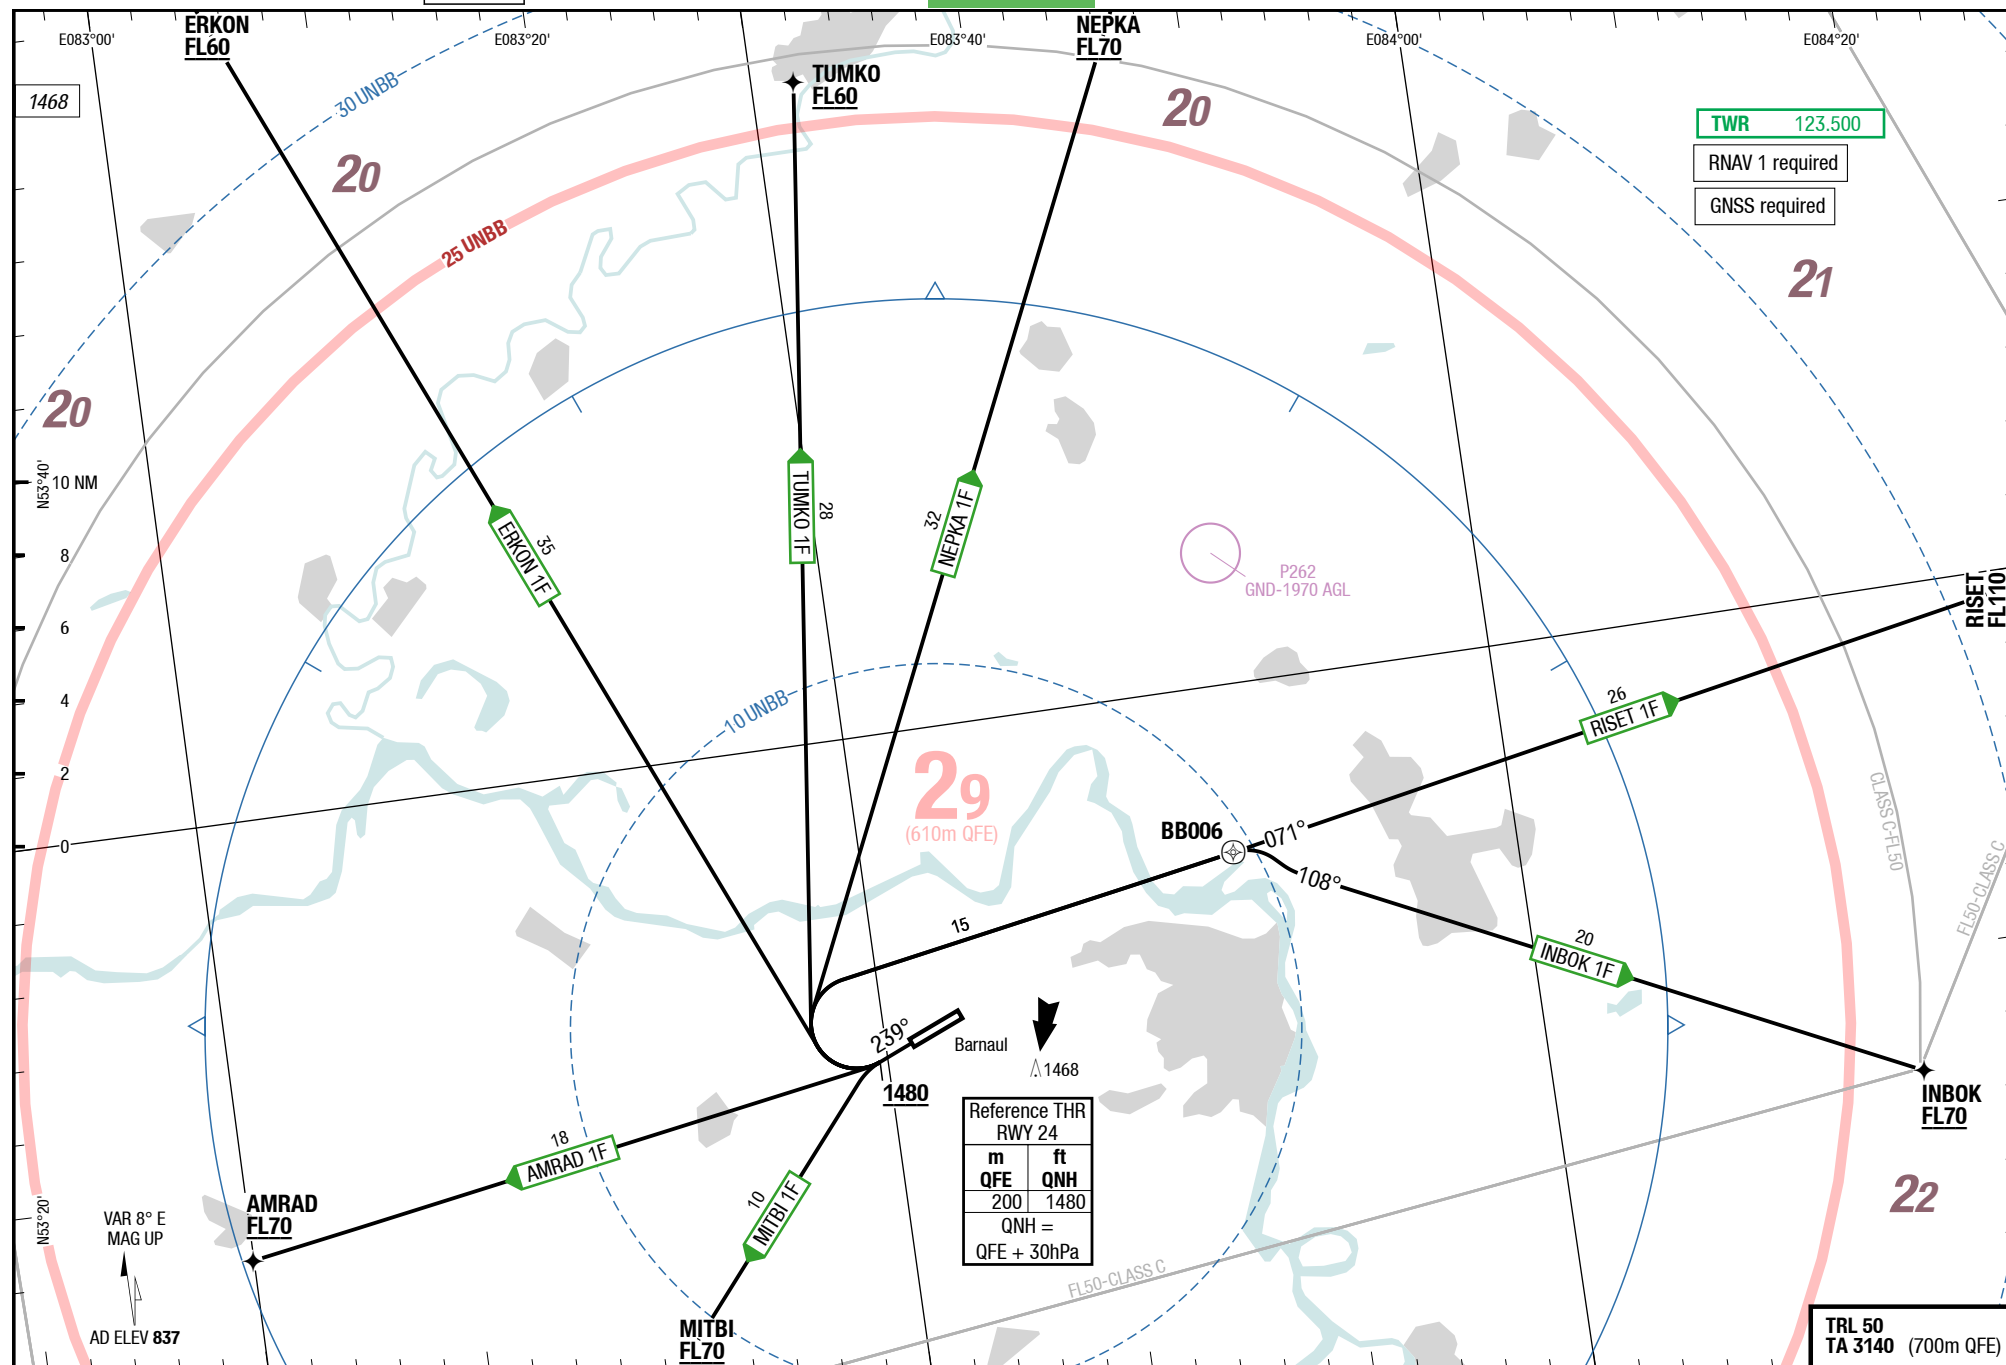 ERKON
FL60
NEPKA
FL70
E083°00'
E083°20'
E083°40'
E084°00'
E084°20'
TUMKO
FL60
1468
30 UNBB
20
20
TWR 123.500
RNAV 1 required
GNSS required
25 UNBB
21
20
N53°40'
10 NM
8
6
4
2
0
ERKON 1F
35
TUMKO 1F
28
NEPKA 1F
32
P262
GND-1970 AGL
RISET
FL110
26
RISET 1F
10 UNBB
29
(610m QFE)
CLASS C-FL50
FL50-CLASS C
BB006
071°
108°
15
20
INBOK 1F
239°
Barnaul
1468
1480
INBOK
FL70
Reference THR
RWY 24
m ft
QFE QNH
200 1480
QNH =
QFE + 30hPa
18
AMRAD 1F
10
MITBI 1F
AMRAD
FL70
N53°20'
VAR 8° E
MAG UP
AD ELEV 837
22
FL50-CLASS C
MITBI
FL70
TRL 50
TA 3140 (700m QFE)